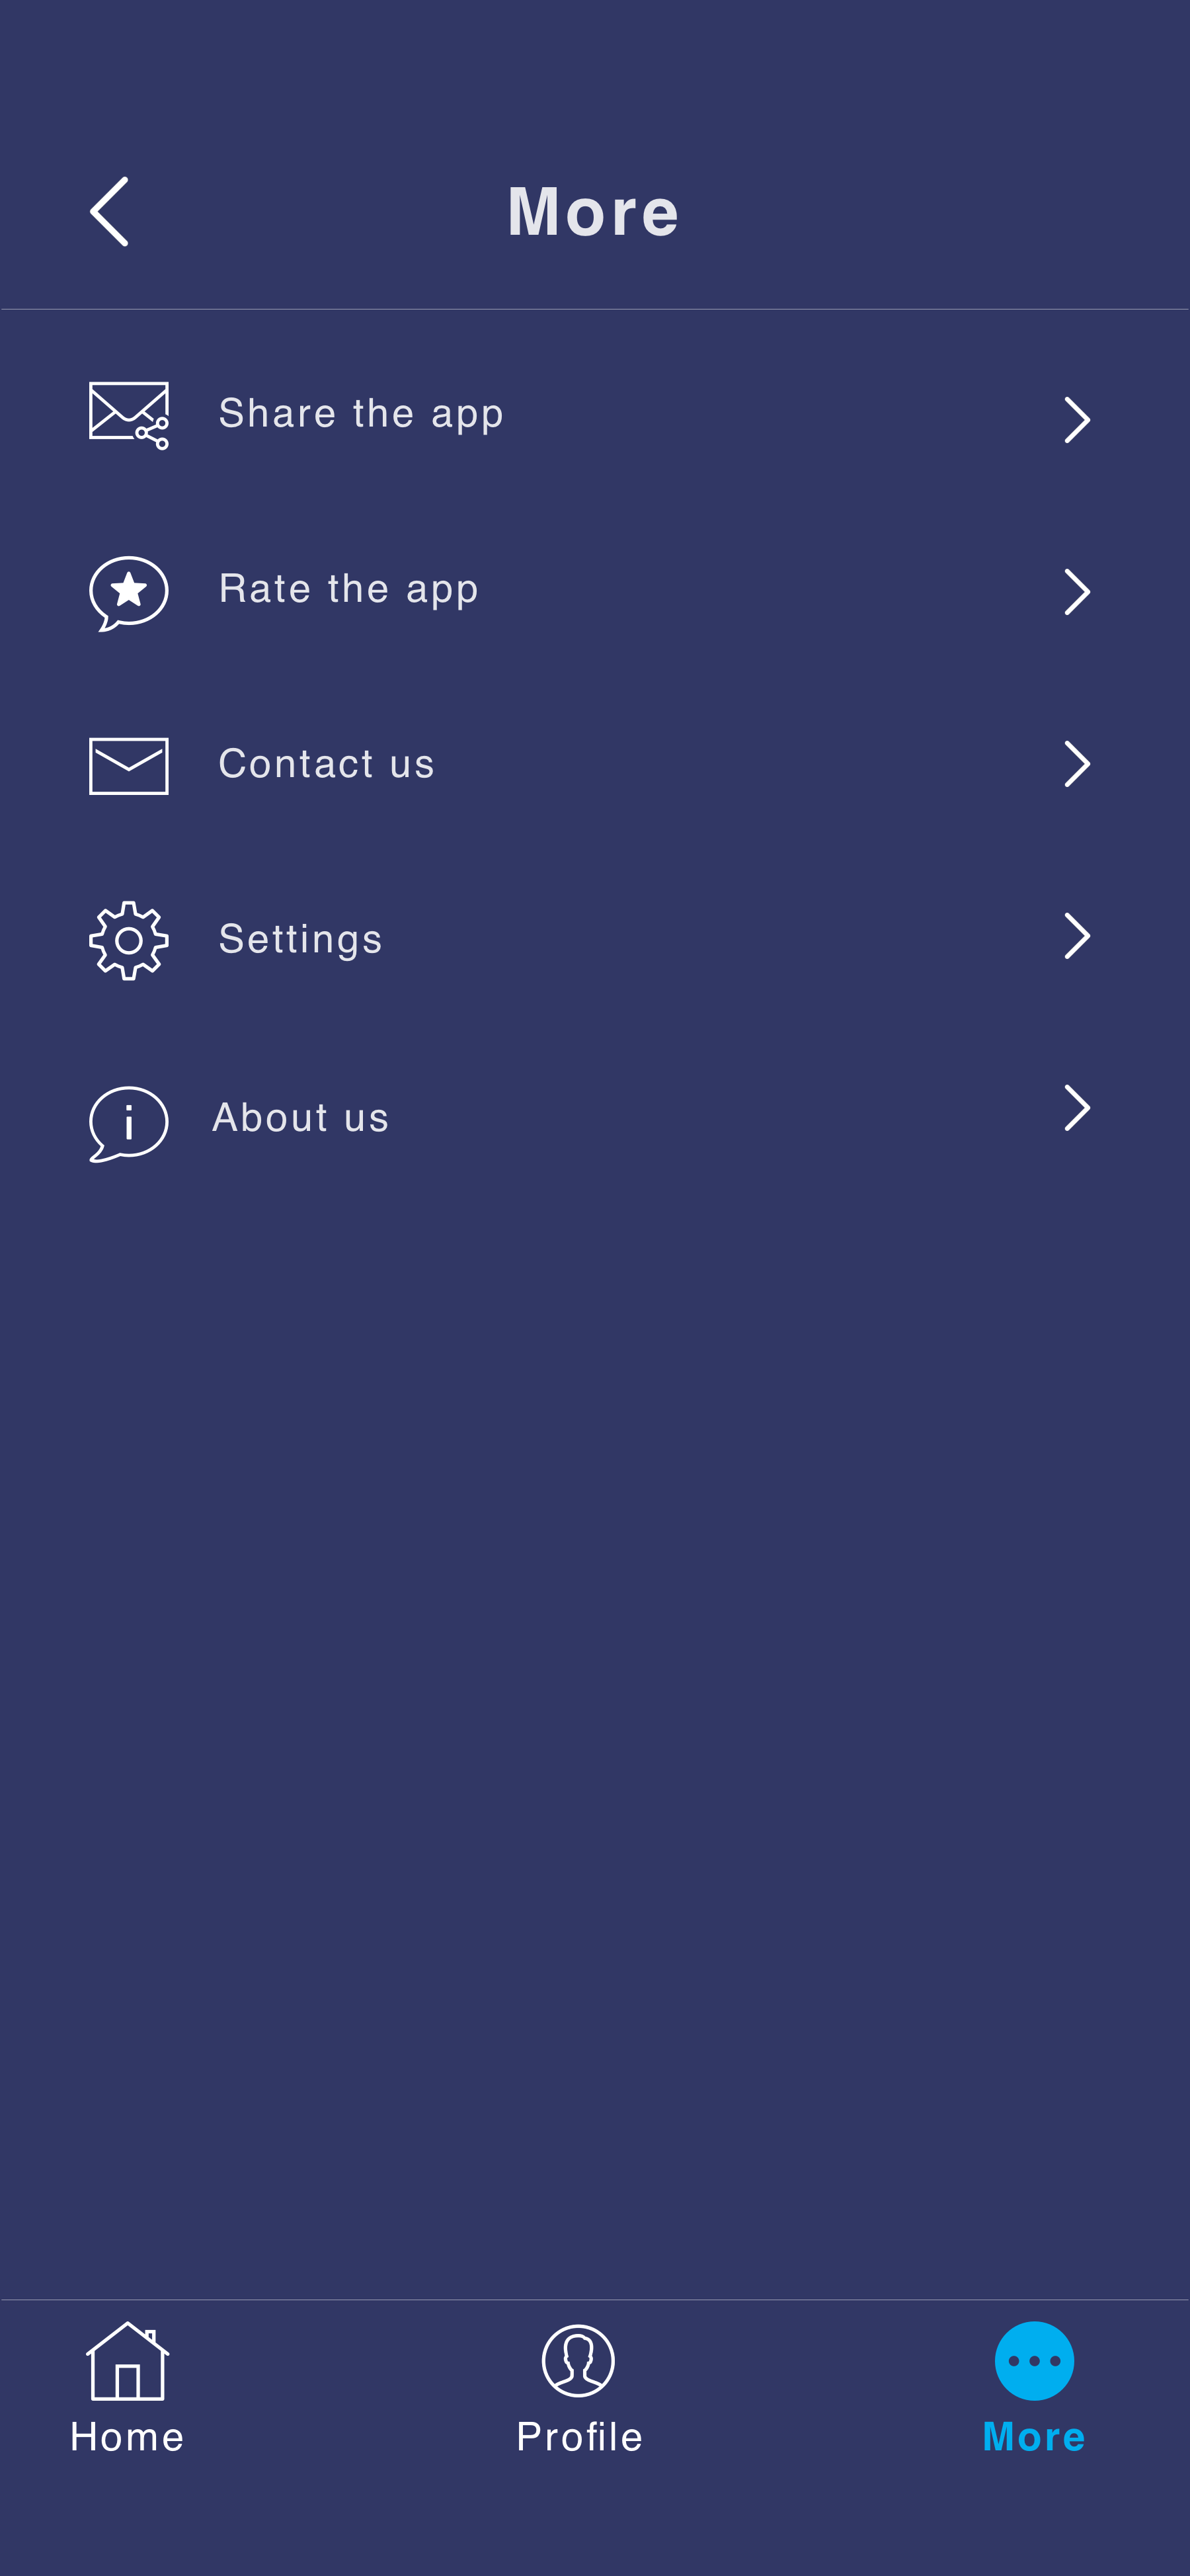 More
Share the app
Rate the app
Contact us
Settings
i
About us
Home
Profile
More